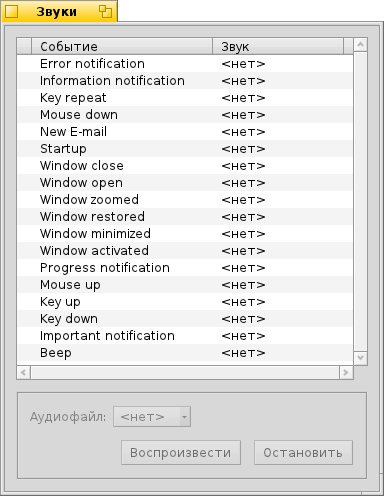 Звуки
Событие Звук
Error notification <нет>
Information notification <нет>
Key repeat <нет>
Mouse down <нет>
New E-mail <нет>
Startup <нет>
Window close <нет>
Window open <нет>
Window zoomed <нет>
Window restored <нет>
Window minimized <нет>
Window activated <нет>
Progress notification <нет>
Mouse up <нет>
Key up <нет>
Key down <нет>
Important notification <нет>
Beep <нет>
Аудиофайл: <нет>
Воспроизвести Остановить